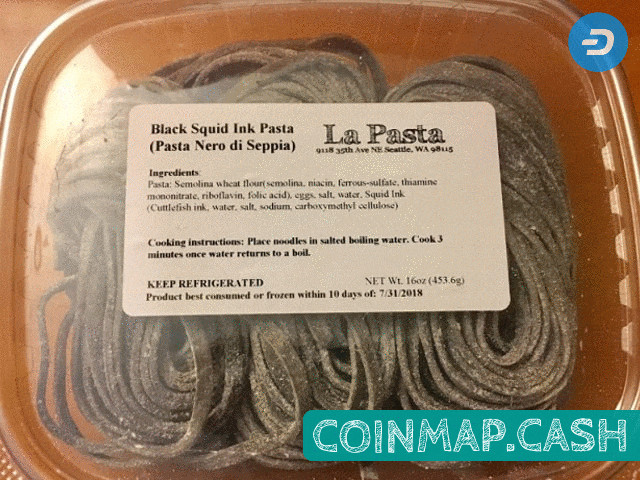 Black Squid Ink Pasta
(Pasta Nero di Seppia)
La Pasta
9118 35th Ave NE Seattle, WA 98115
Ingredients:
Pasta: Semolina wheat flour(semolina, niacin, ferrous-sulfate, thiamine
mononitrate, riboflavin, folic acid), eggs, salt, water, Squid Ink
(Cuttlefish ink, water, salt, sodium, carboxymethyl cellulose)
Cooking instructions: Place noodles in salted boiling water. Cook 3
minutes once water returns to a boil.
KEEP REFRIGERATED
NET Wt. 16oz (453.6g)
Product best consumed or frozen within 10 days of: 7/31/2018
COINMAP.CASH